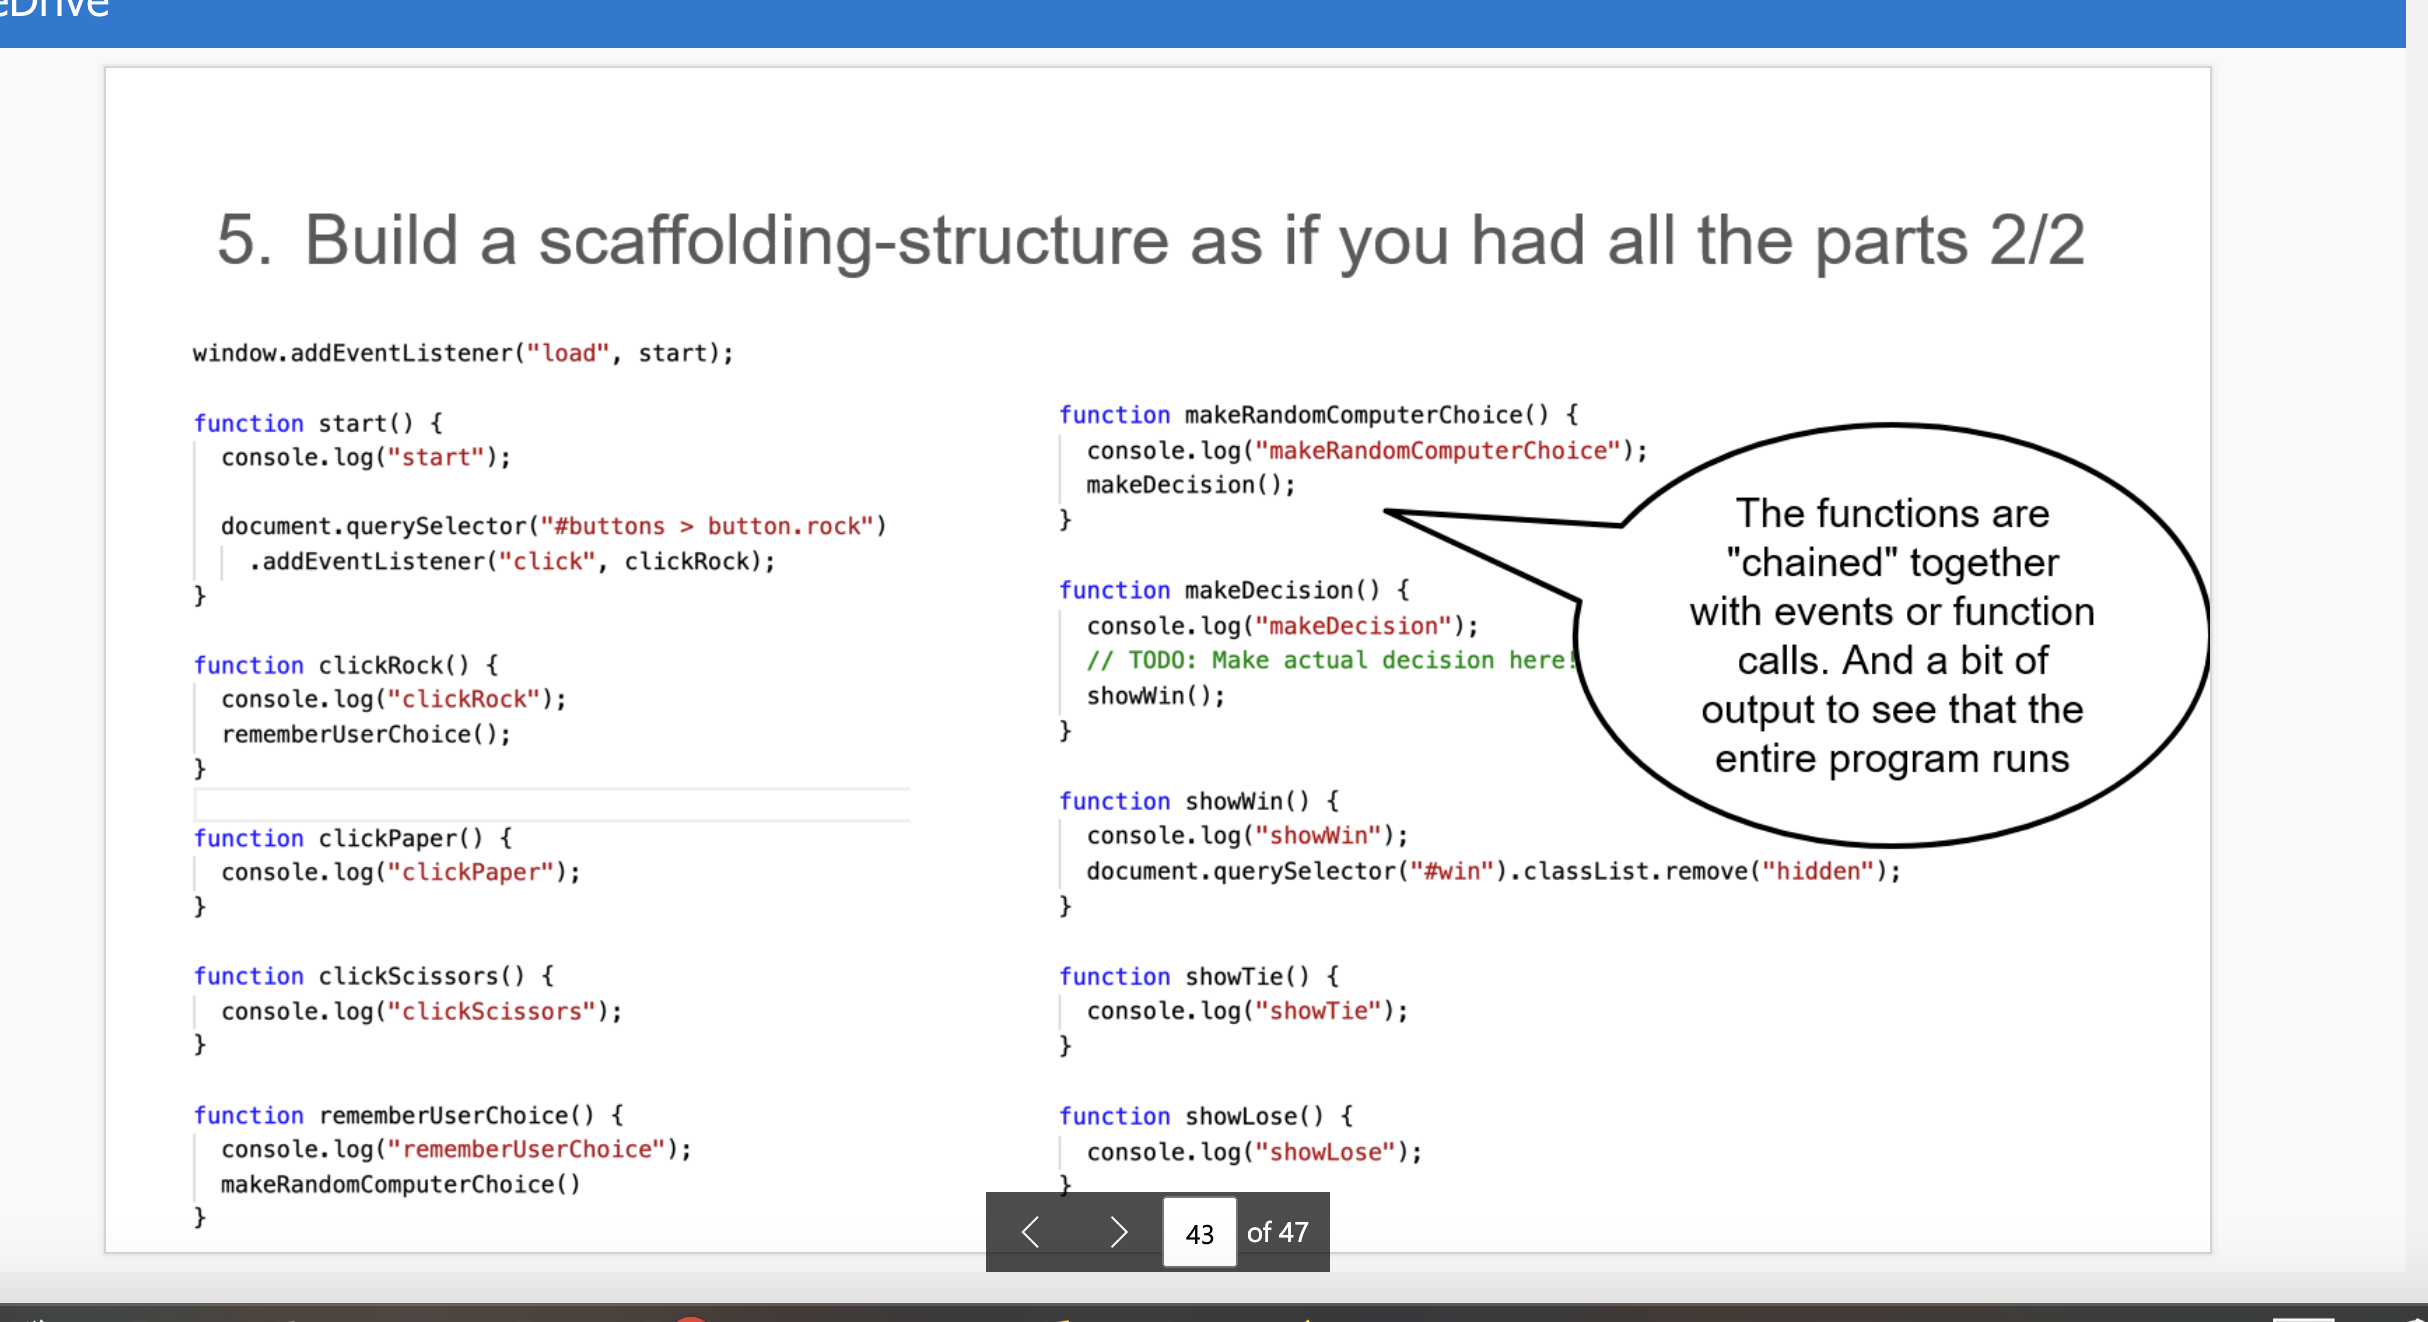 eDrive
5. Build a scaffolding-structure as if you had all the parts 2/2
window.addEventListener("load", start);
function start() {
console.log("start");
document.querySelector("#buttons > button.rock")
.addEventListener("click", clickRock);
}
function clickRock() {
console.log("clickRock");
rememberUserChoice();
}
function clickPaper() {
console.log("clickPaper");
}
function clickScissors() {
console.log("clickScissors");
}
function rememberUserChoice() {
console.log("rememberUserChoice");
makeRandomComputerChoice()
}
function makeRandomComputerChoice() {
console.log("makeRandomComputerChoice");
makeDecision();
}
function makeDecision() {
console.log("makeDecision");
// TODO: Make actual decision here!
showWin();
}
function showWin() {
console.log("showWin");
document.querySelector("#win").classList.remove("hidden");
}
function showTie() {
console.log("showTie");
}
function showLose() {
console.log("showLose");
}
The functions are
"chained" together
with events or function
calls. And a bit of
output to see that the
entire program runs
43 of 47